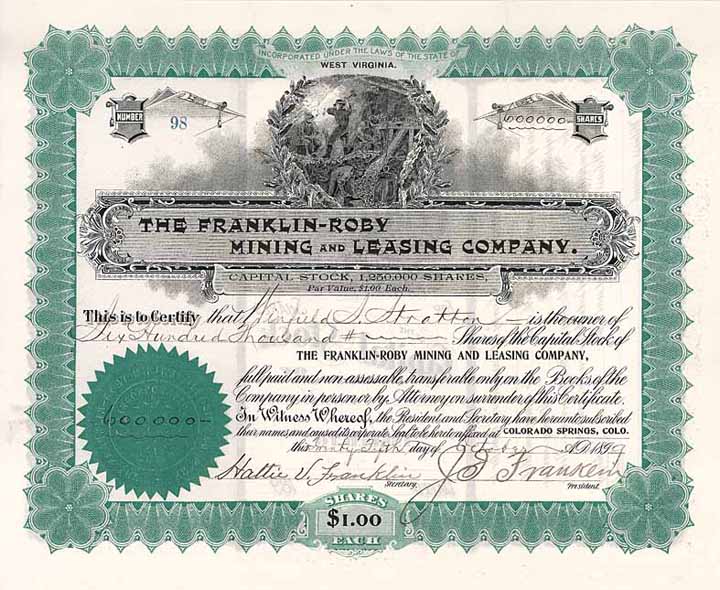 INCORPORATED UNDER THE LAWS OF THE STATE OF
WEST VIRGINIA.
NUMBER 98
600000 SHARES
THE FRANKLIN-ROBY
MINING AND LEASING COMPANY.
CAPITAL STOCK, 1,250,000 SHARES,
Par Value, $1.00 Each.
This is to Certify that Winfield S. Stratton is the owner of
Six Hundred Thousand Shares of the Capital Stock of
THE FRANKLIN-ROBY MINING AND LEASING COMPANY,
full paid and non-assessable, transferable only on the Books of the
Company in person or by Attorney on surrender of this Certificate.
In Witness Whereof, the President and Secretary have hereunto subscribed
their names and caused its corporate Seal to be hereto affixed at COLORADO SPRINGS, COLO.
this Twenty Fifth day of October A.D. 1899
600000-
Hattie V. Franklin J. Franklin
Secretary. President.
SHARES
$1.00
EACH